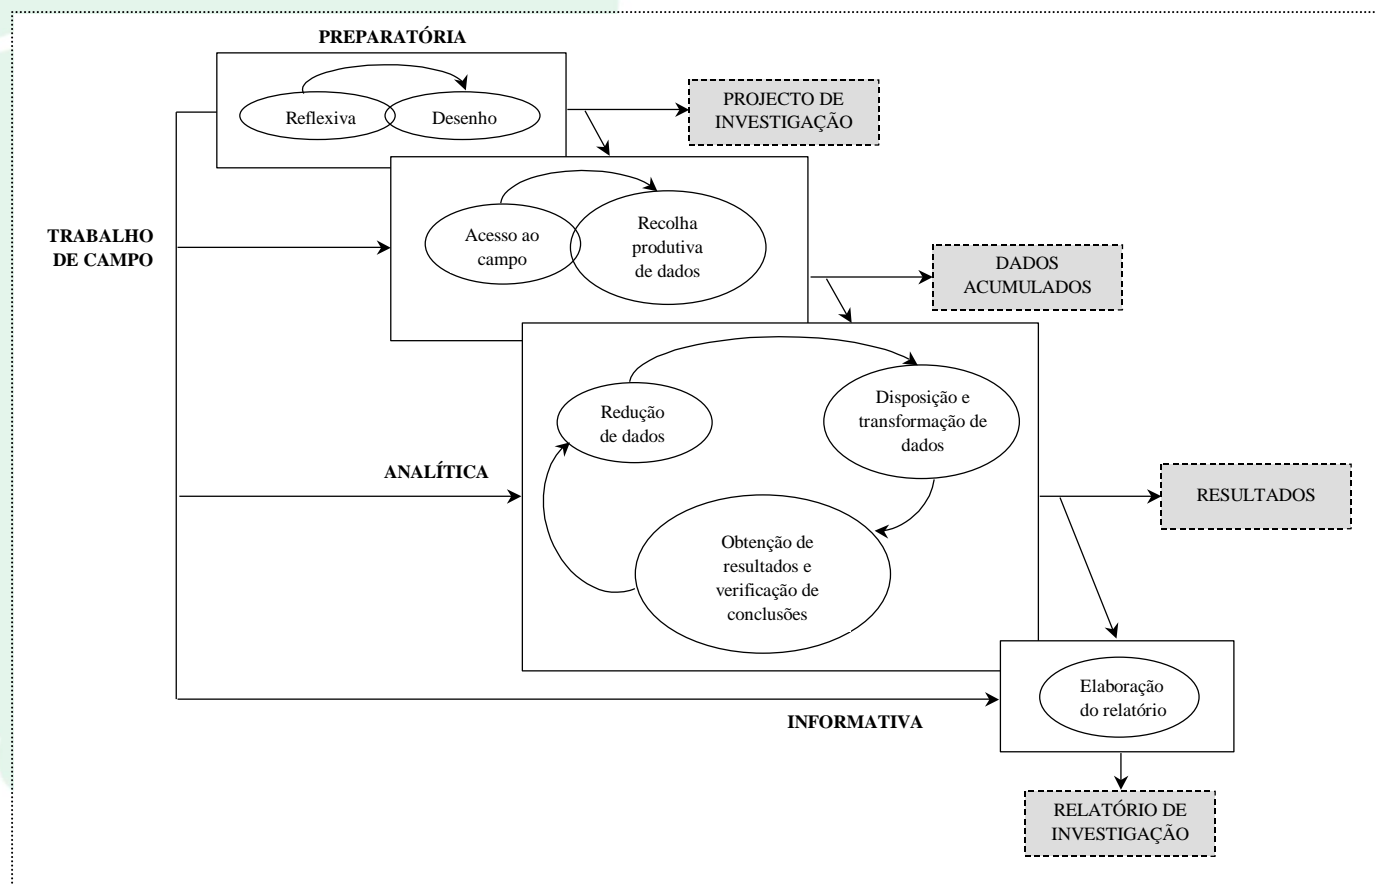 PREPARATÓRIA
Reflexiva
Desenho
PROJECTO DE
INVESTIGAÇÃO
TRABALHO
DE CAMPO
Acesso ao
campo
Recolha
produtiva
de dados
DADOS
ACUMULADOS
ANALÍTICA
Redução
de dados
Disposição e
transformação de
dados
Obtenção de
resultados e
verificação de
conclusões
RESULTADOS
INFORMATIVA
Elaboração
do relatório
RELATÓRIO DE
INVESTIGAÇÃO